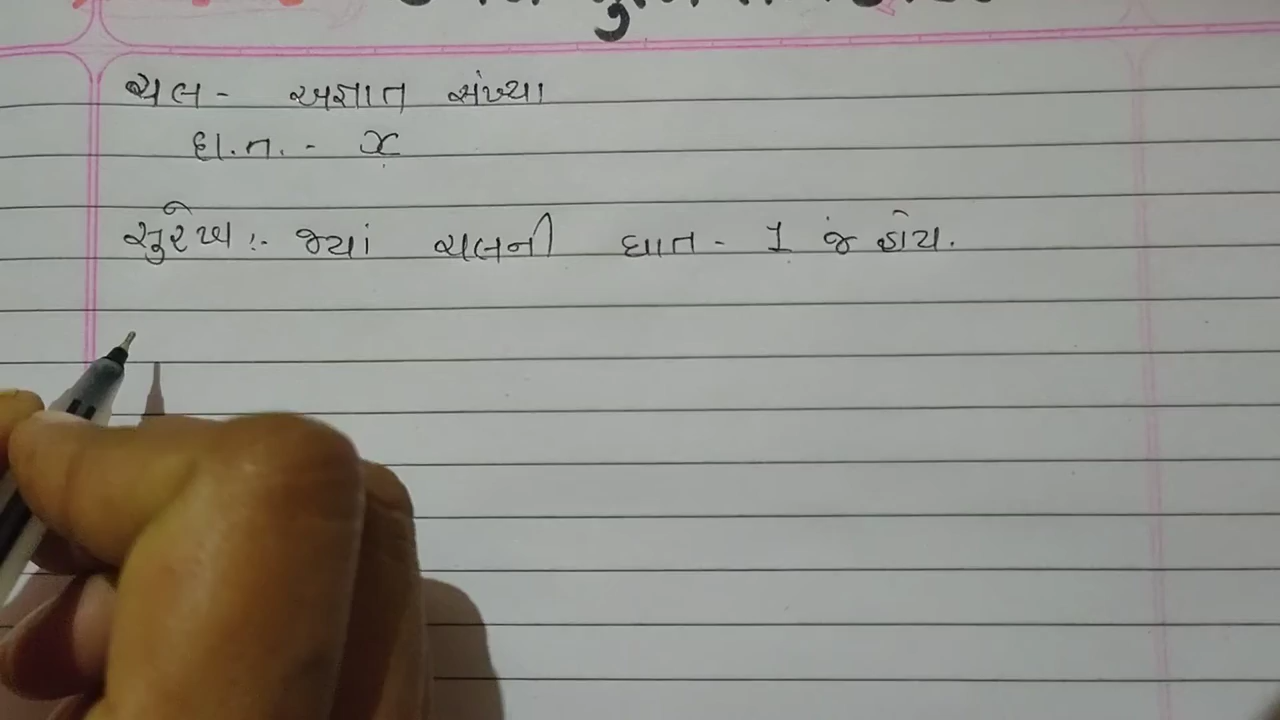 ચલ - અજ્ઞાત સંખ્યા
દા.ત. - x
સુરેખ :- જ્યાં ચલની ઘાત - 1 જ હોય.